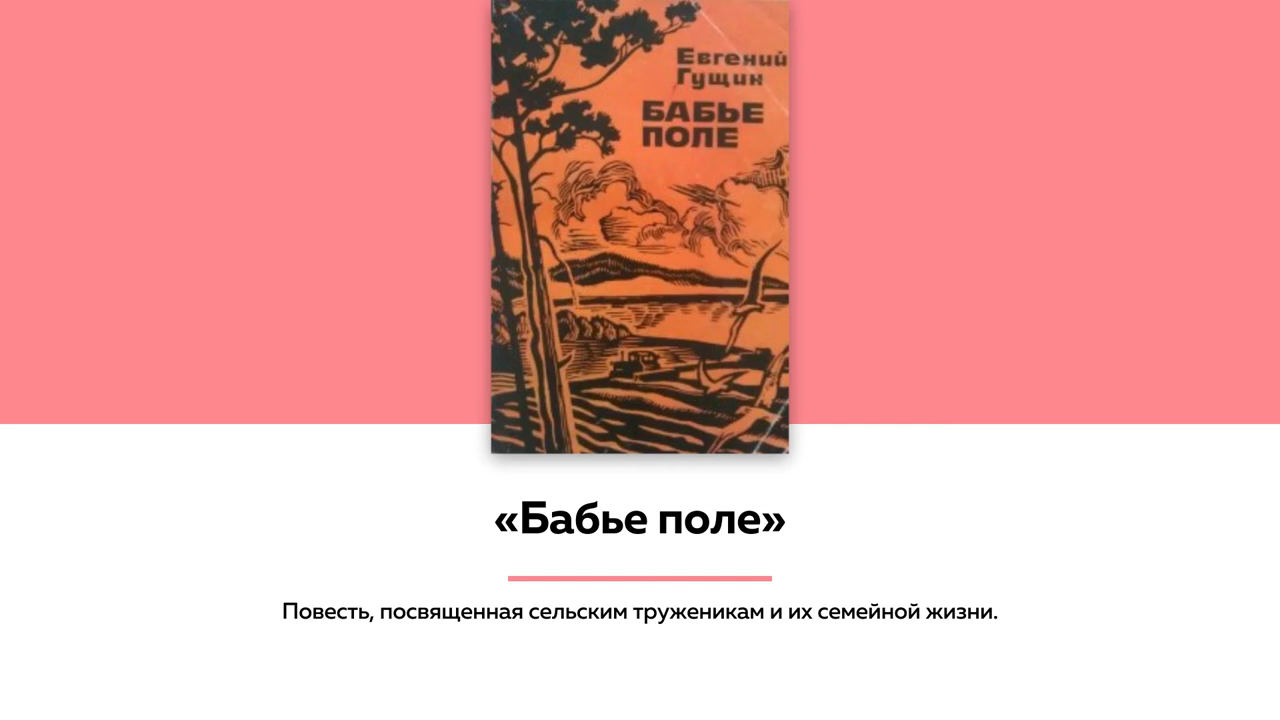 Евгений
Гущин
БАБЬЕ
ПОЛЕ
«Бабье поле»
Повесть, посвященная сельским труженикам и их семейной жизни.